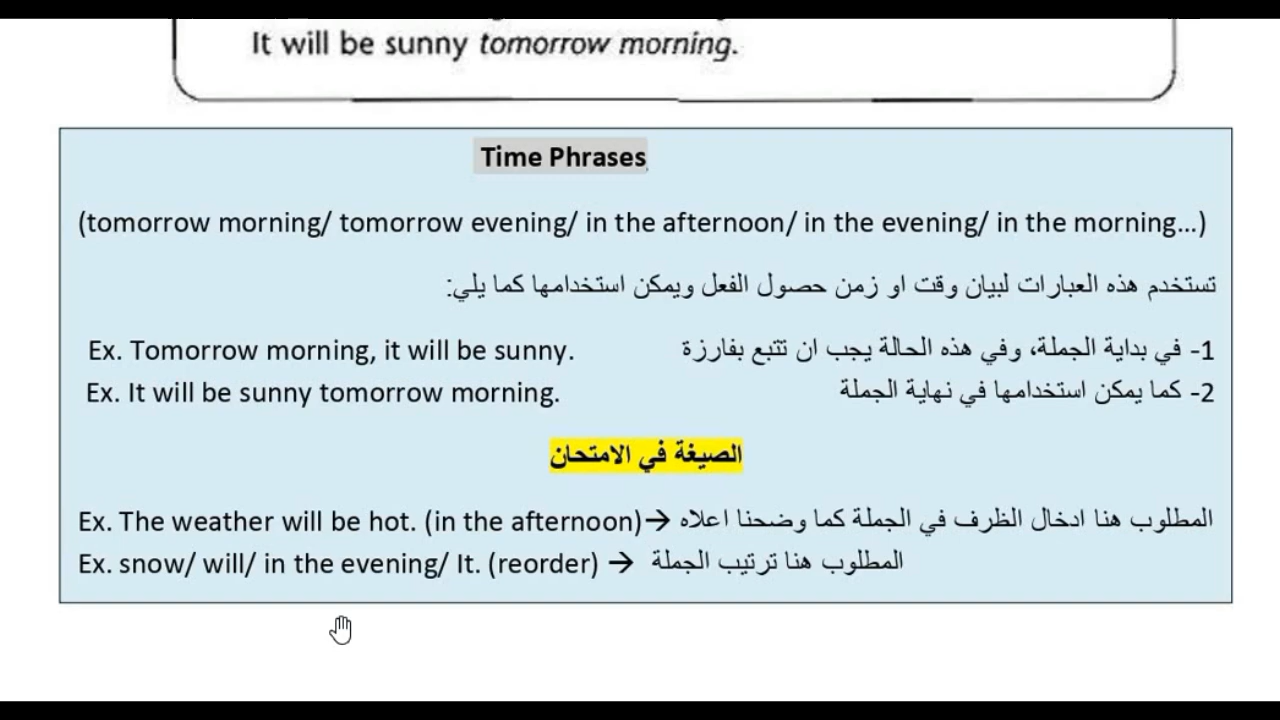 It will be sunny tomorrow morning.
Time Phrases
(tomorrow morning/ tomorrow evening/ in the afternoon/ in the evening/ in the morning...)
تستخدم هذه العبارات لبيان وقت او زمن حصول الفعل ويمكن استخدامها كما يلي:
Ex. Tomorrow morning, it will be sunny. 1- في بداية الجملة، وفي هذه الحالة يجب ان تتبع بفارزة
Ex. It will be sunny tomorrow morning. 2- كما يمكن استخدامها في نهاية الجملة
الصيغة في الامتحان
Ex. The weather will be hot. (in the afternoon)→ المطلوب هنا ادخال الظرف في الجملة كما وضحنا اعلاه
Ex. snow/ will/ in the evening/ It. (reorder) → المطلوب هنا ترتيب الجملة